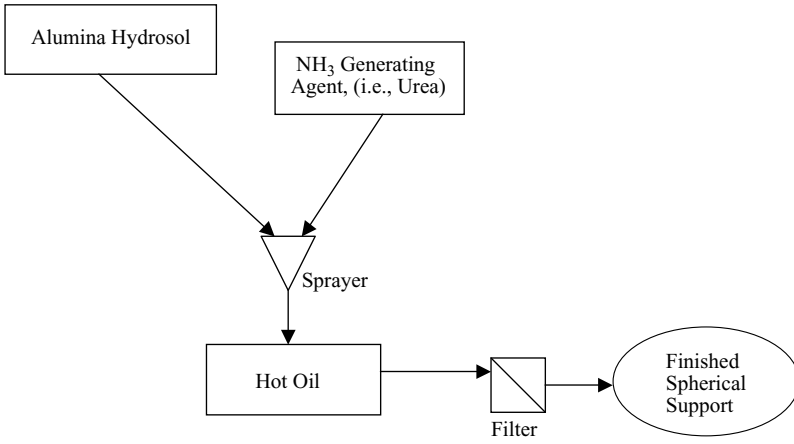 Alumina Hydrosol
NH₃ Generating
Agent, (i.e., Urea)
Sprayer
Hot Oil
Filter
Finished
Spherical
Support